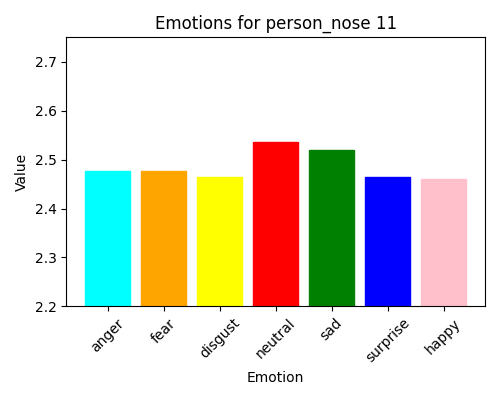 Emotions for person_nose 11
Value
2.7
2.6
2.5
2.4
2.3
2.2
anger
fear
disgust
neutral
sad
surprise
happy
Emotion